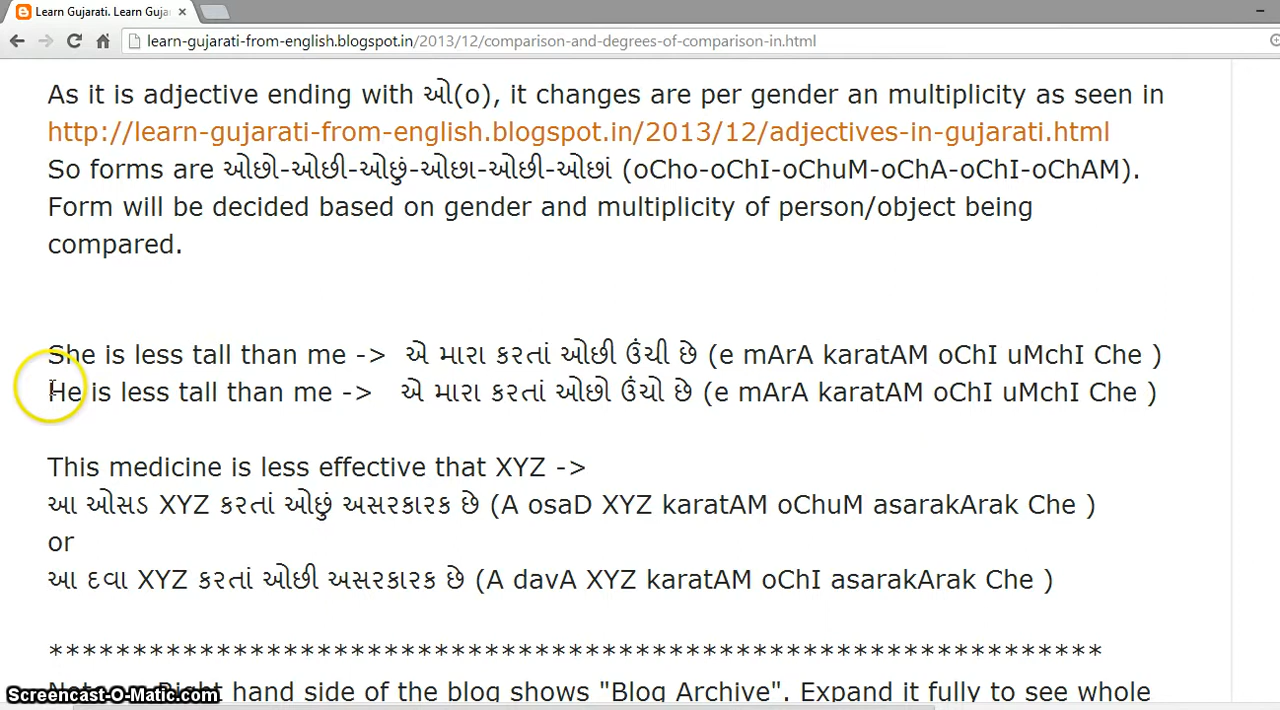 Learn Gujarati. Learn Guja
learn-gujarati-from-english.blogspot.in/2013/12/comparison-and-degrees-of-comparison-in.html
As it is adjective ending with ઓ(o), it changes are per gender an multiplicity as seen in
http://learn-gujarati-from-english.blogspot.in/2013/12/adjectives-in-gujarati.html
So forms are ઓછો-ઓછી-ઓછું-ઓછા-ઓછી-ઓછાં (oCho-oChI-oChuM-oChA-oChI-oChAM).
Form will be decided based on gender and multiplicity of person/object being
compared.
She is less tall than me -> એ મારા કરતાં ઓછી ઉંચી છે (e mArA karatAM oChI uMchI Che )
He is less tall than me -> એ મારા કરતાં ઓછો ઉંચો છે (e mArA karatAM oChI uMchI Che )
This medicine is less effective that XYZ ->
આ ઓસડ XYZ કરતાં ઓછું અસરકારક છે (A osaD XYZ karatAM oChuM asarakArak Che )
or
આ દવા XYZ કરતાં ઓછી અસરકારક છે (A davA XYZ karatAM oChI asarakArak Che )
****************************************************************
hand side of the blog shows "Blog Archive". Expand it fully to see whole
Screencast-O-Matic.com